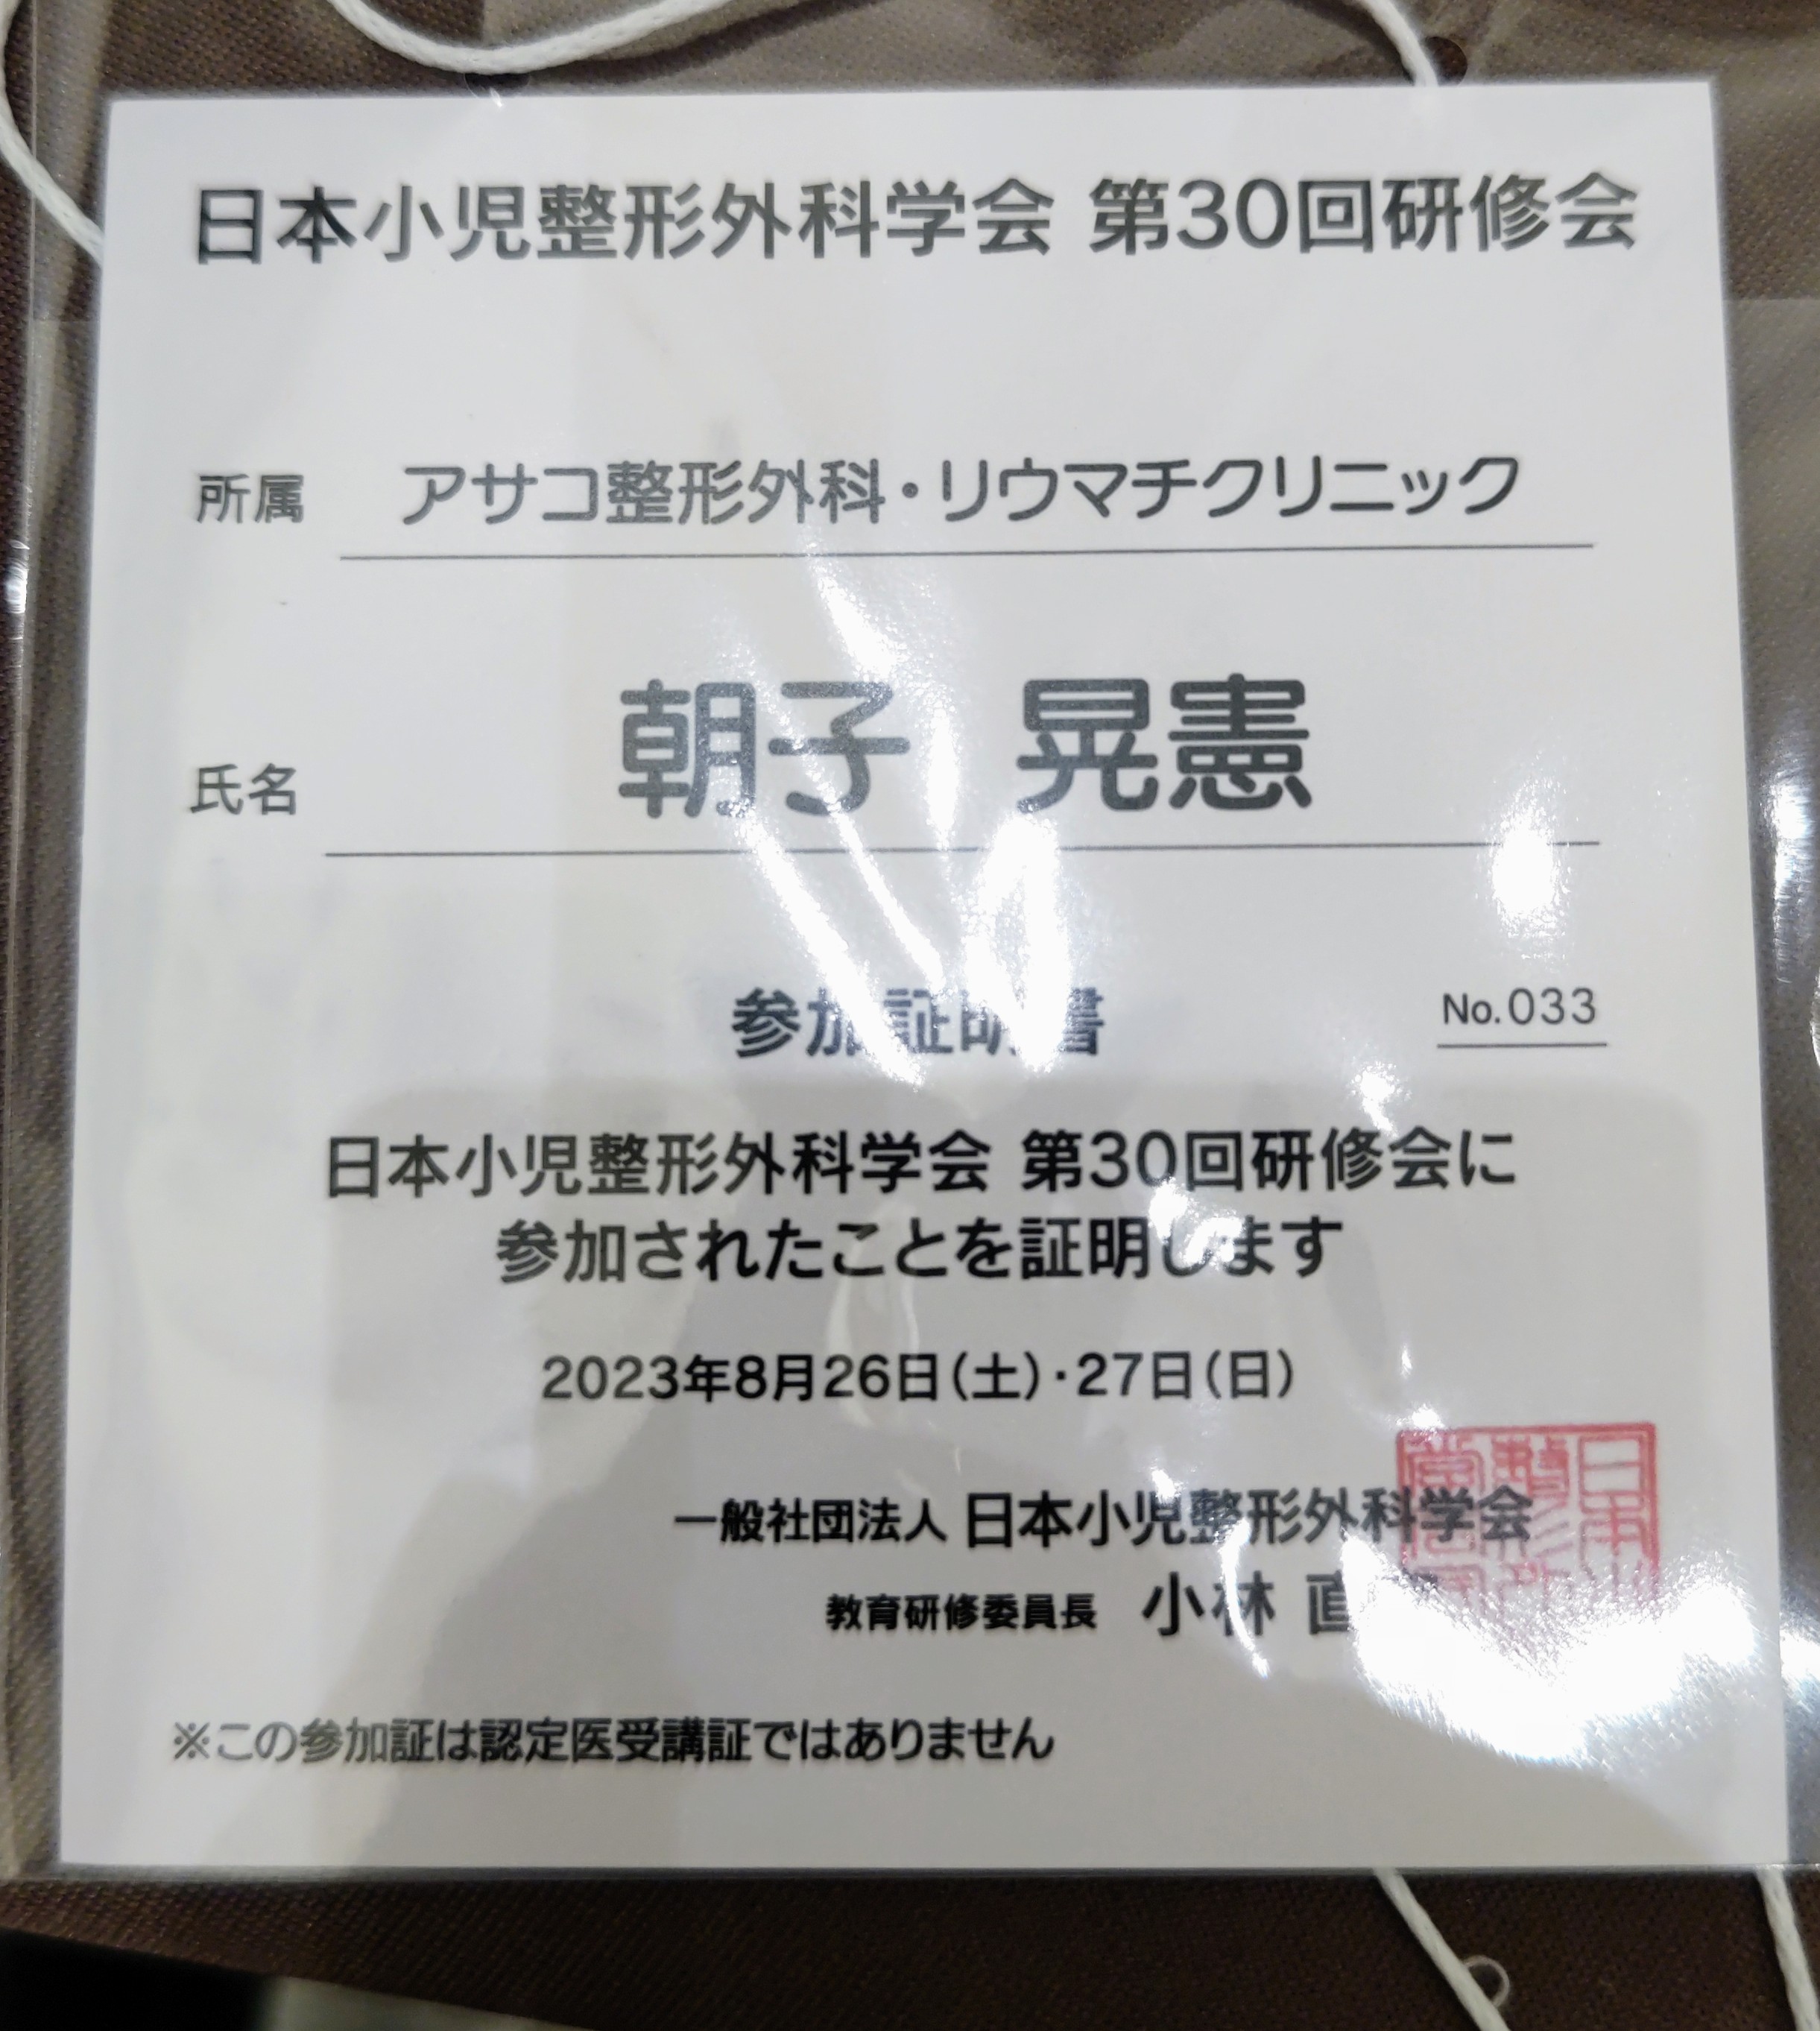 日本小児整形外科学会 第30回研修会
所属 アサコ整形外科・リウマチクリニック
氏名 朝子 晃憲
参加証明書
No.033
日本小児整形外科学会 第30回研修会に
参加されたことを証明します
2023年8月26日(土)・27日(日)
一般社団法人 日本小児整形外科学会
教育研修委員長 小林 直
※この参加証は認定医受講証ではありません